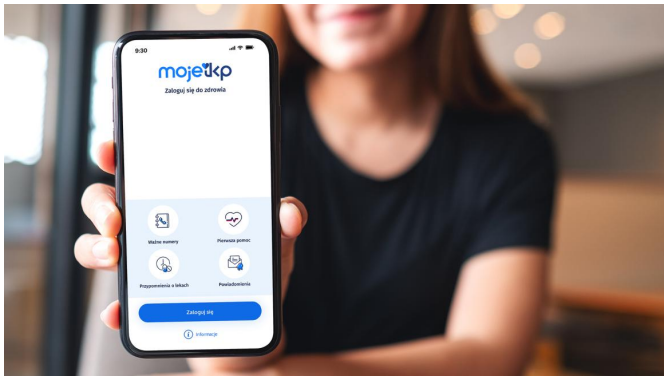 9:30
mojeikp
Zaloguj się do zdrowia
Ważne numery
Pierwsza pomoc
Przypomnienia o lekach
Powiadomienia
Zaloguj się
Informacje